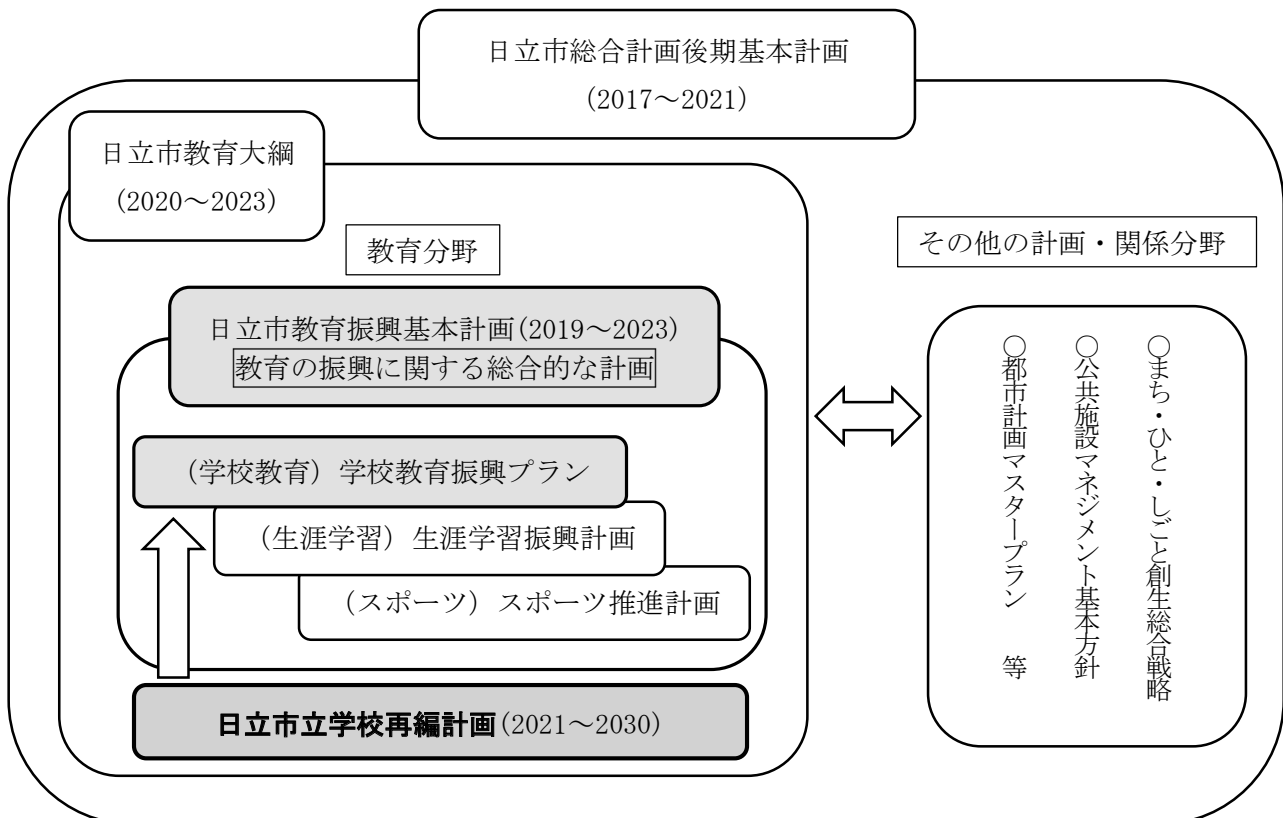 日立市総合計画後期基本計画
(2017～2021)
日立市教育大綱
(2020～2023)
教育分野
日立市教育振興基本計画(2019～2023)
教育の振興に関する総合的な計画
(学校教育) 学校教育振興プラン
(生涯学習) 生涯学習振興計画
(スポーツ) スポーツ推進計画
日立市立学校再編計画(2021～2030)
その他の計画・関係分野
○まち・ひと・しごと創生総合戦略
○公共施設マネジメント基本方針
○都市計画マスタープラン 等